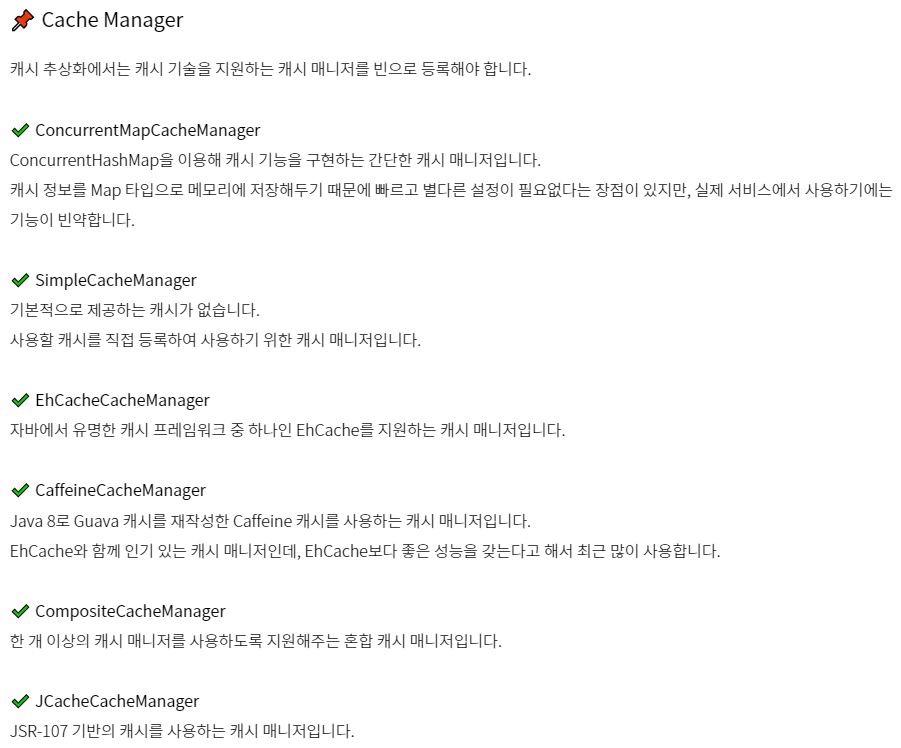 Cache Manager
캐시 추상화에서는 캐시 기술을 지원하는 캐시 매니저를 빈으로 등록해야 합니다.
ConcurrentMapCacheManager
ConcurrentHashMap을 이용해 캐시 기능을 구현하는 간단한 캐시 매니저입니다.
캐시 정보를 Map 타입으로 메모리에 저장해두기 때문에 빠르고 별다른 설정이 필요없다는 장점이 있지만, 실제 서비스에서 사용하기에는
기능이 빈약합니다.
SimpleCacheManager
기본적으로 제공하는 캐시가 없습니다.
사용할 캐시를 직접 등록하여 사용하기 위한 캐시 매니저입니다.
EhCacheCacheManager
자바에서 유명한 캐시 프레임워크 중 하나인 EhCache를 지원하는 캐시 매니저입니다.
CaffeineCacheManager
Java 8로 Guava 캐시를 재작성한 Caffeine 캐시를 사용하는 캐시 매니저입니다.
EhCache와 함께 인기 있는 캐시 매니저인데, EhCache보다 좋은 성능을 갖는다고 해서 최근 많이 사용합니다.
CompositeCacheManager
한 개 이상의 캐시 매니저를 사용하도록 지원해주는 혼합 캐시 매니저입니다.
JCacheCacheManager
JSR-107 기반의 캐시를 사용하는 캐시 매니저입니다.